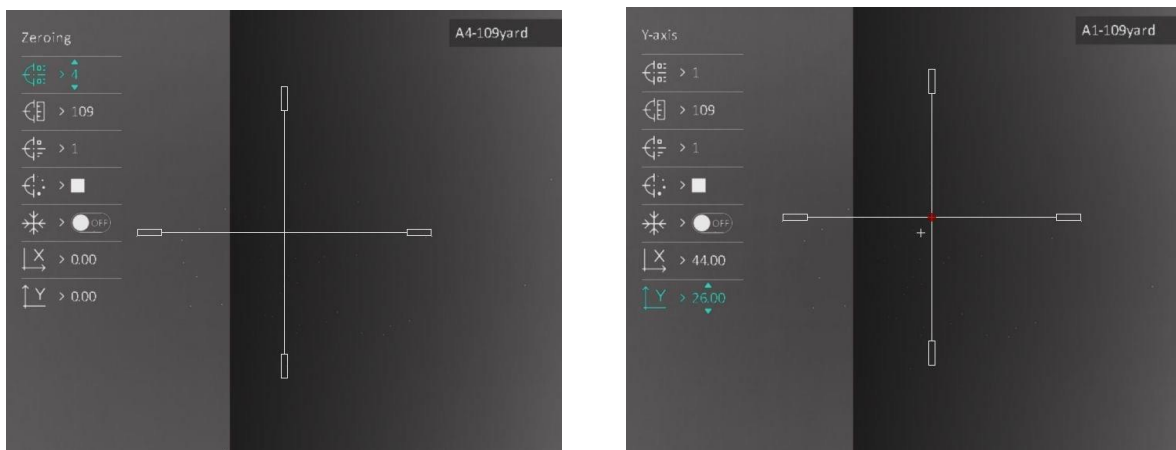 Zeroing
A4-109yard
> 4
> 109
> 1
>
> OFF
X > 0.00
Y > 0.00
Y-axis
A1-109yard
> 1
> 109
> 1
>
> OFF
X > 44.00
Y > 26.00